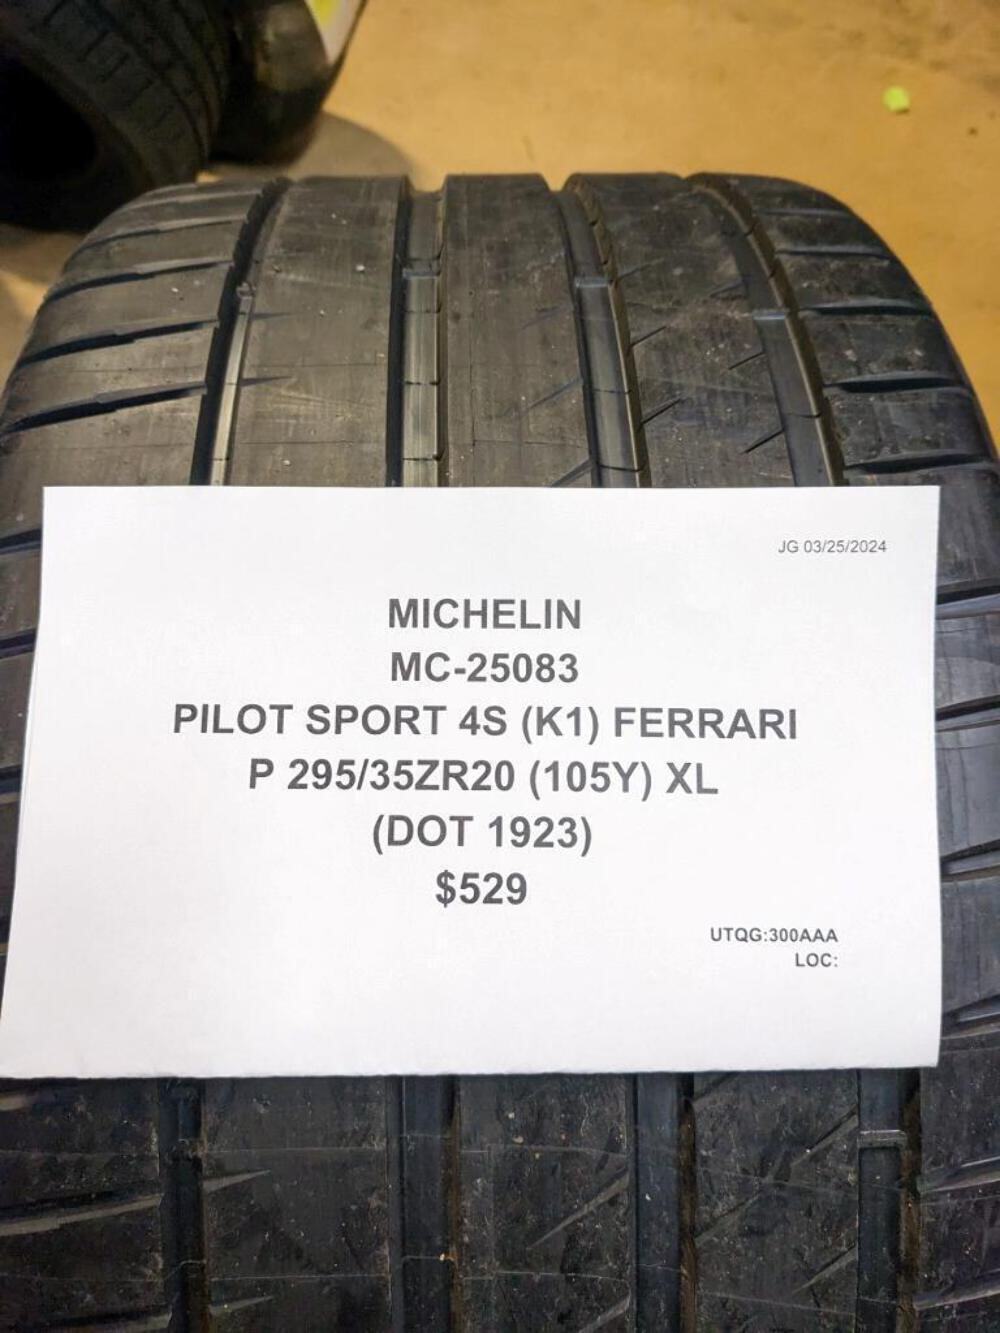 JG 03/25/2024
MICHELIN
MC-25083
PILOT SPORT 4S (K1) FERRARI
P 295/35ZR20 (105Y) XL
(DOT 1923)
$529
UTQG:300AAA
LOC: